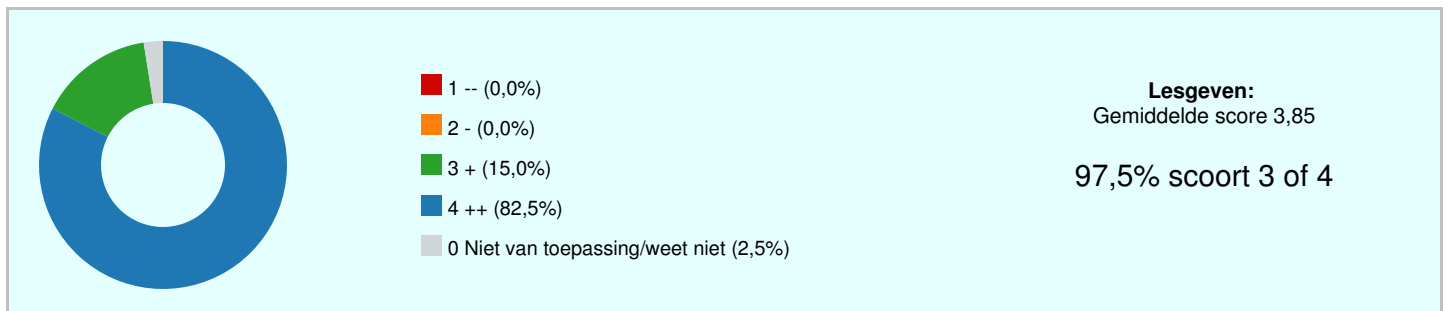 1 -- (0,0%)
2 - (0,0%)
3 + (15,0%)
4 ++ (82,5%)
0 Niet van toepassing/weet niet (2,5%)
Lesgeven:
Gemiddelde score 3,85
97,5% scoort 3 of 4